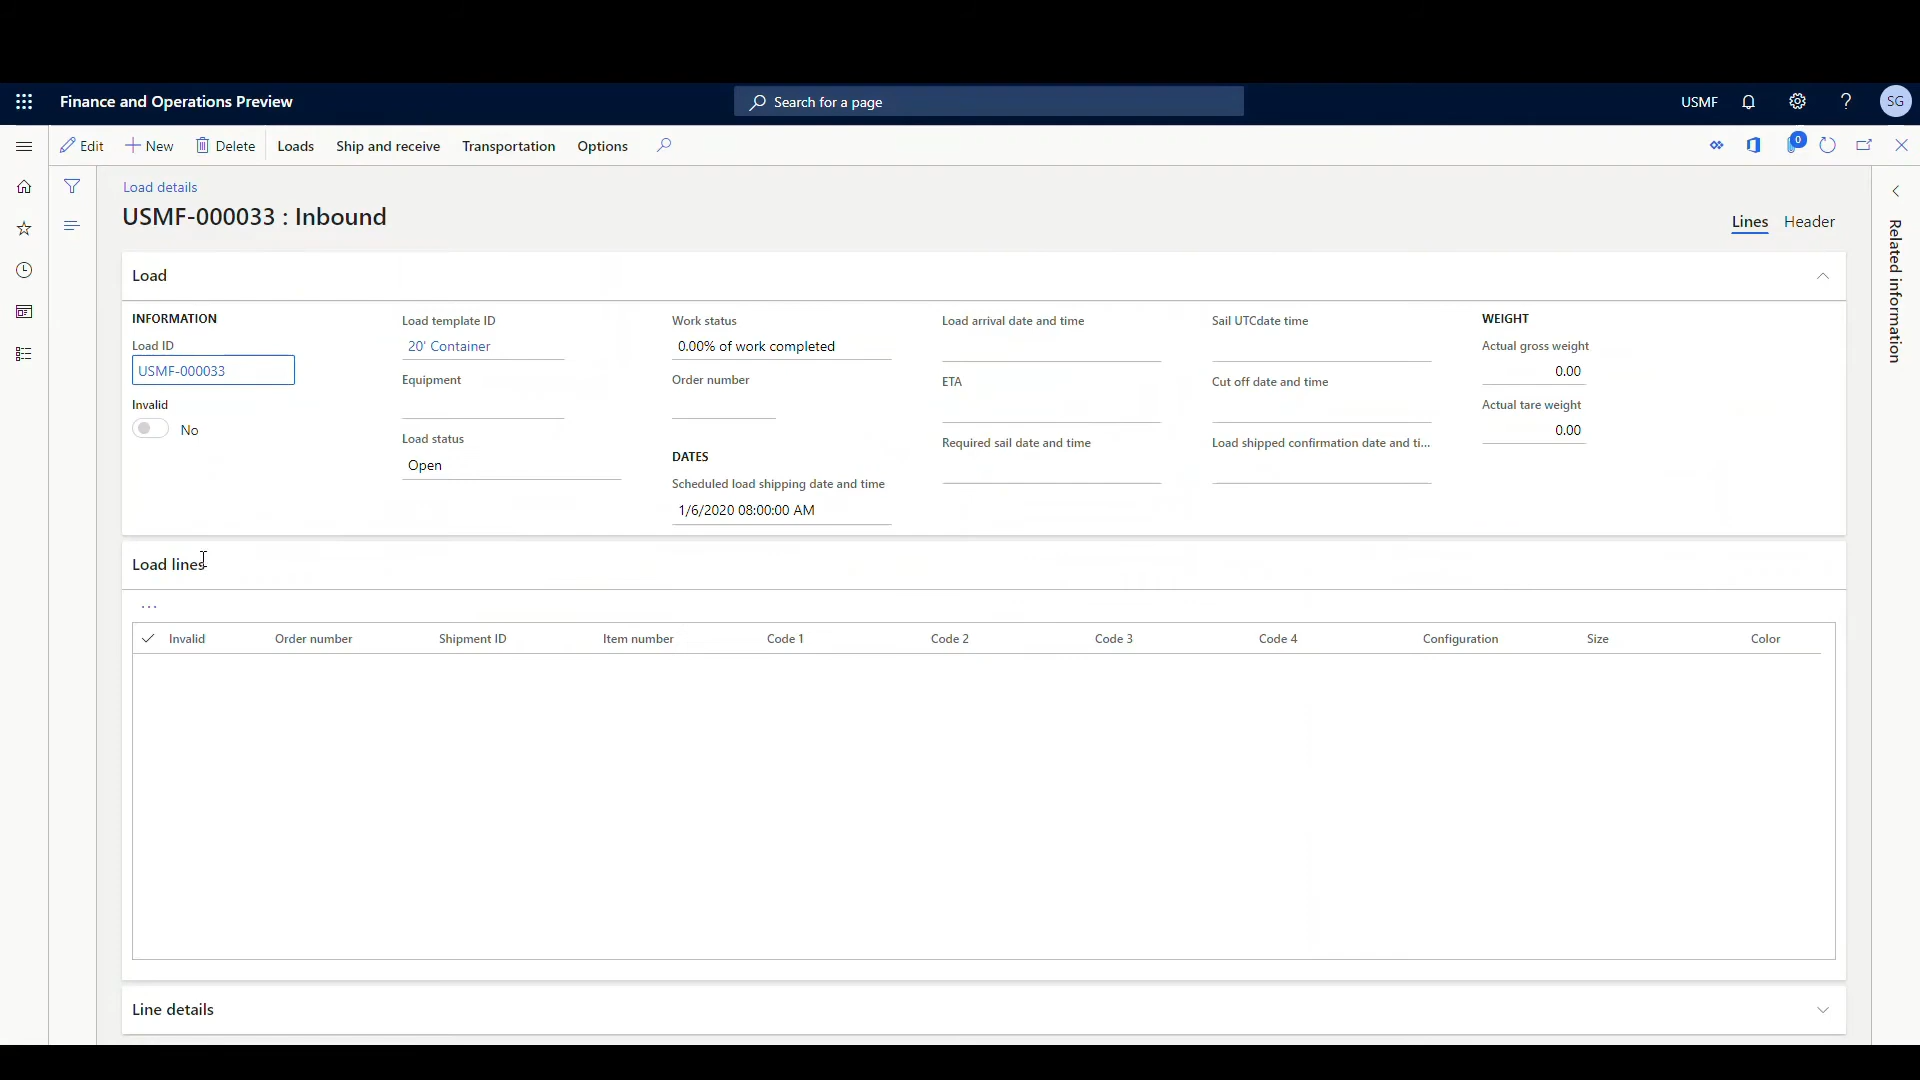 Finance and Operations Preview
Search for a page
USMF
SG
Edit
New
Delete
Loads
Ship and receive
Transportation
Options
0
Load details
USMF-000033 : Inbound
Lines
Header
Related information
Load
INFORMATION
Load ID
USMF-000033
Invalid
No
Load template ID
20' Container
Equipment
Load status
Open
Work status
0.00% of work completed
Order number
DATES
Scheduled load shipping date and time
1/6/2020 08:00:00 AM
Load arrival date and time
ETA
Required sail date and time
Sail UTCdate time
Cut off date and time
Load shipped confirmation date and ti...
WEIGHT
Actual gross weight
0.00
Actual tare weight
0.00
Load lines
...
Invalid
Order number
Shipment ID
Item number
Code 1
Code 2
Code 3
Code 4
Configuration
Size
Color
Line details